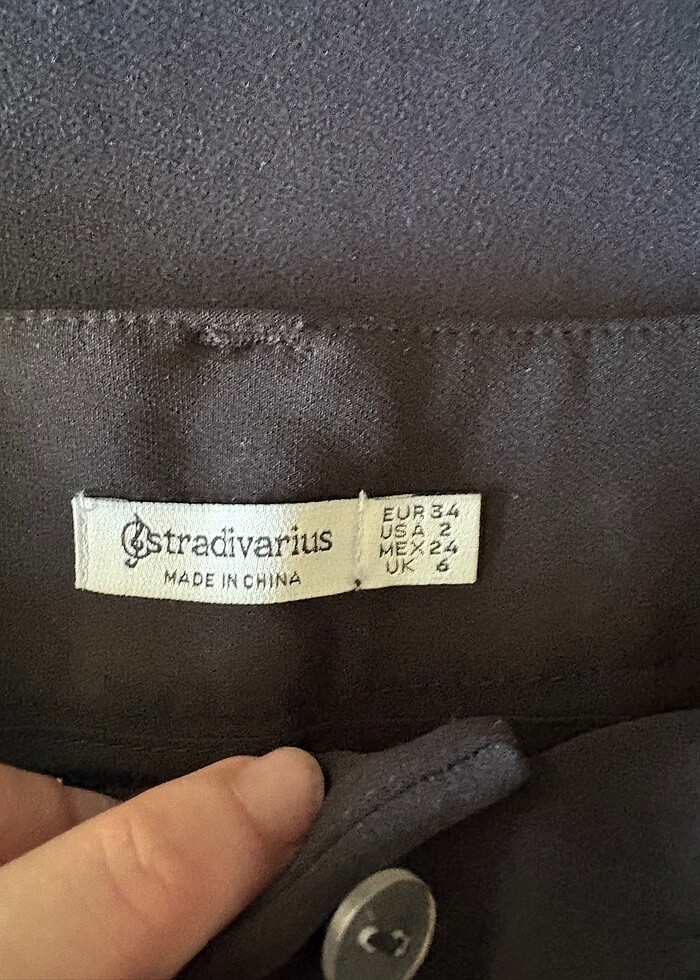 stradivarius
MADE IN CHINA
EUR 34
USA 2
MEX 24
UK 6